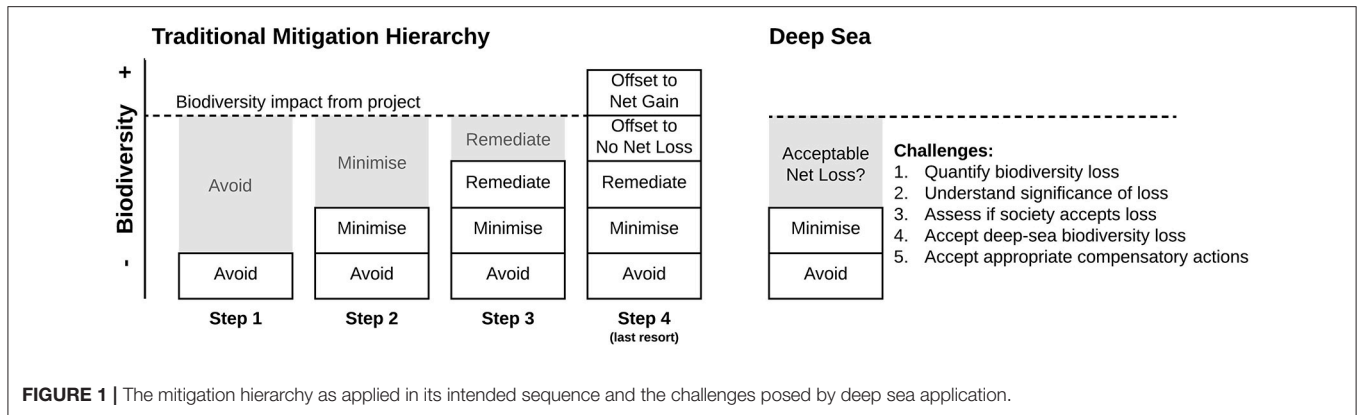 Traditional Mitigation Hierarchy
Deep Sea
- Biodiversity +
Biodiversity impact from project
Avoid
Avoid
Step 1
Minimise
Minimise
Avoid
Step 2
Remediate
Remediate
Minimise
Avoid
Step 3
Offset to
Net Gain
Offset to
No Net Loss
Remediate
Minimise
Avoid
Step 4
(last resort)
Acceptable
Net Loss?
Minimise
Avoid
Challenges:
1. Quantify biodiversity loss
2. Understand significance of loss
3. Assess if society accepts loss
4. Accept deep-sea biodiversity loss
5. Accept appropriate compensatory actions
FIGURE 1 | The mitigation hierarchy as applied in its intended sequence and the challenges posed by deep sea application.